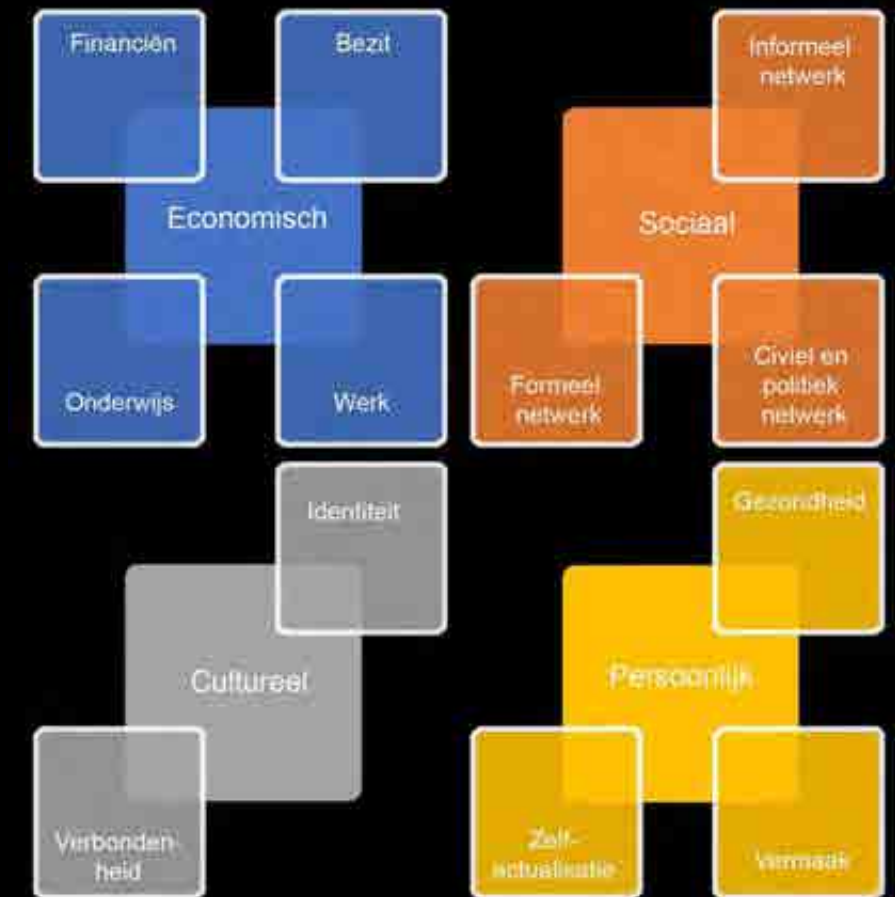 Financiën
Bezit
Economisch
Onderwijs
Werk
Informeel
netwerk
Sociaal
Formeel
netwerk
Civiel en
politiek
netwerk
Identiteit
Cultureel
Verbonden-
heid
Gezondheid
Persoonlijk
Zelf-
actualisatie
Vermaak